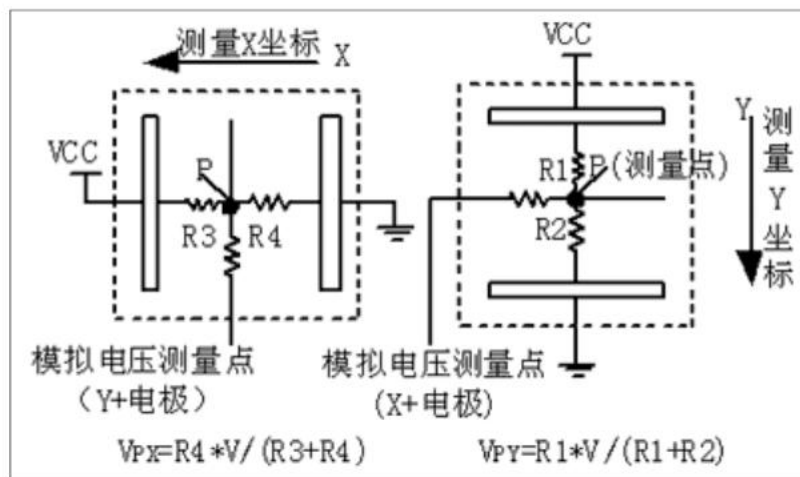 测量X坐标 X
VCC
P
R3 R4
模拟电压测量点
（Y+电极）
VPX=R4*V/(R3+R4)
VCC
Y
测量Y坐标
R1 P(测量点)
R2
模拟电压测量点
(X+电极)
VPY=R1*V/(R1+R2)